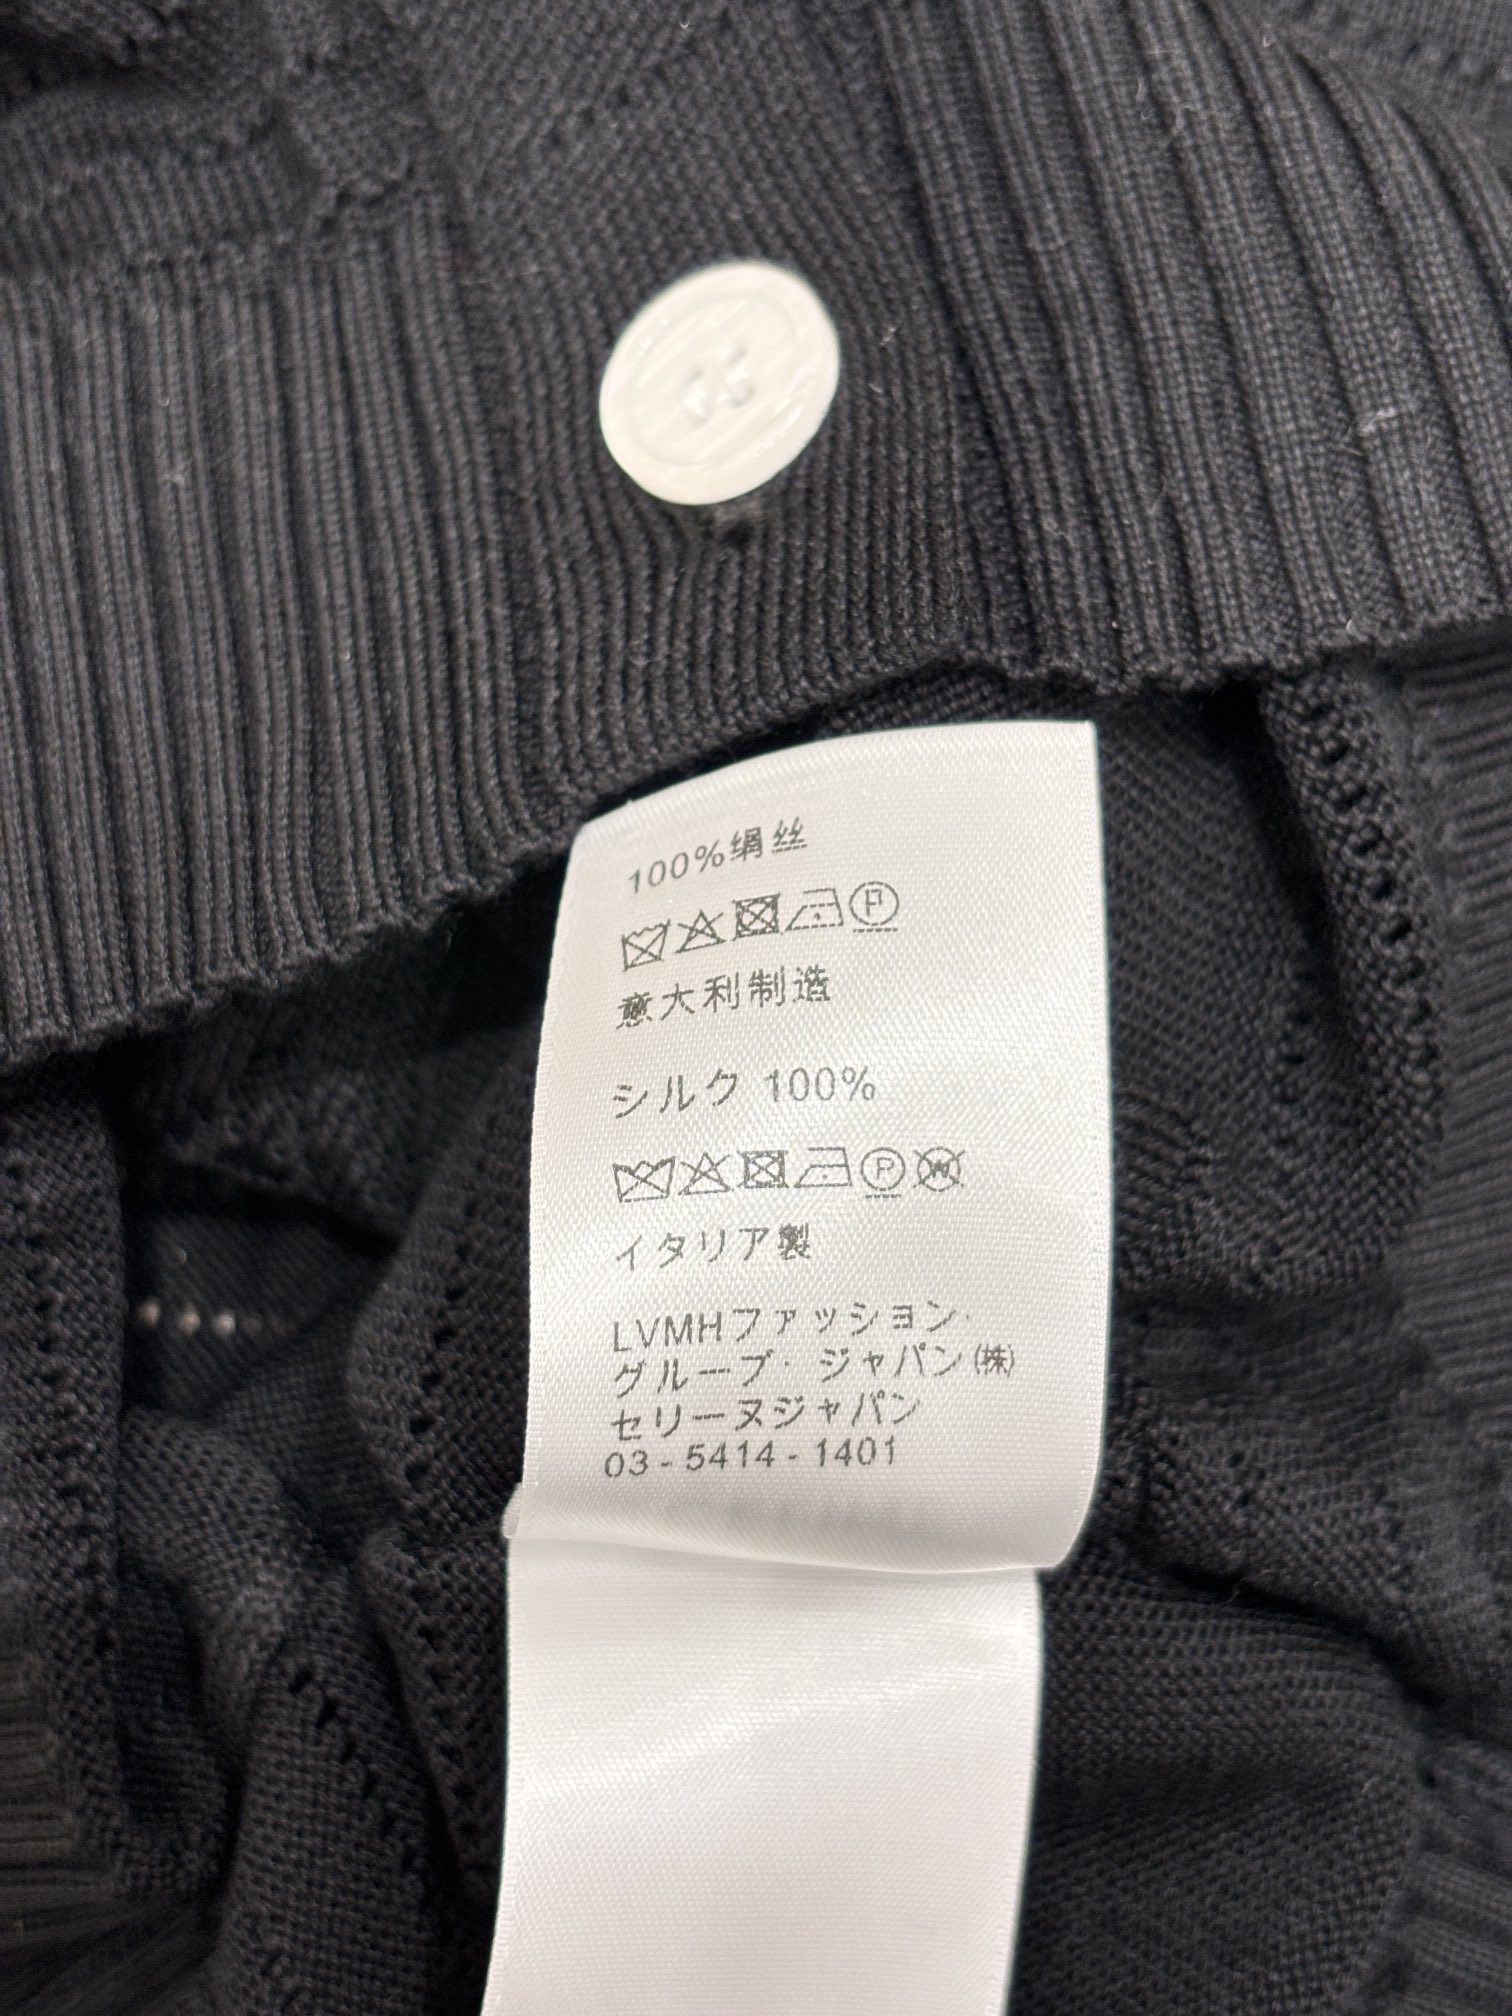 100%绢丝
P
意大利制造
シルク 100%
P W
イタリア製
LVMHファッション・
グループ・ジャパン(株)
セリーヌジャパン
03-5414-1401